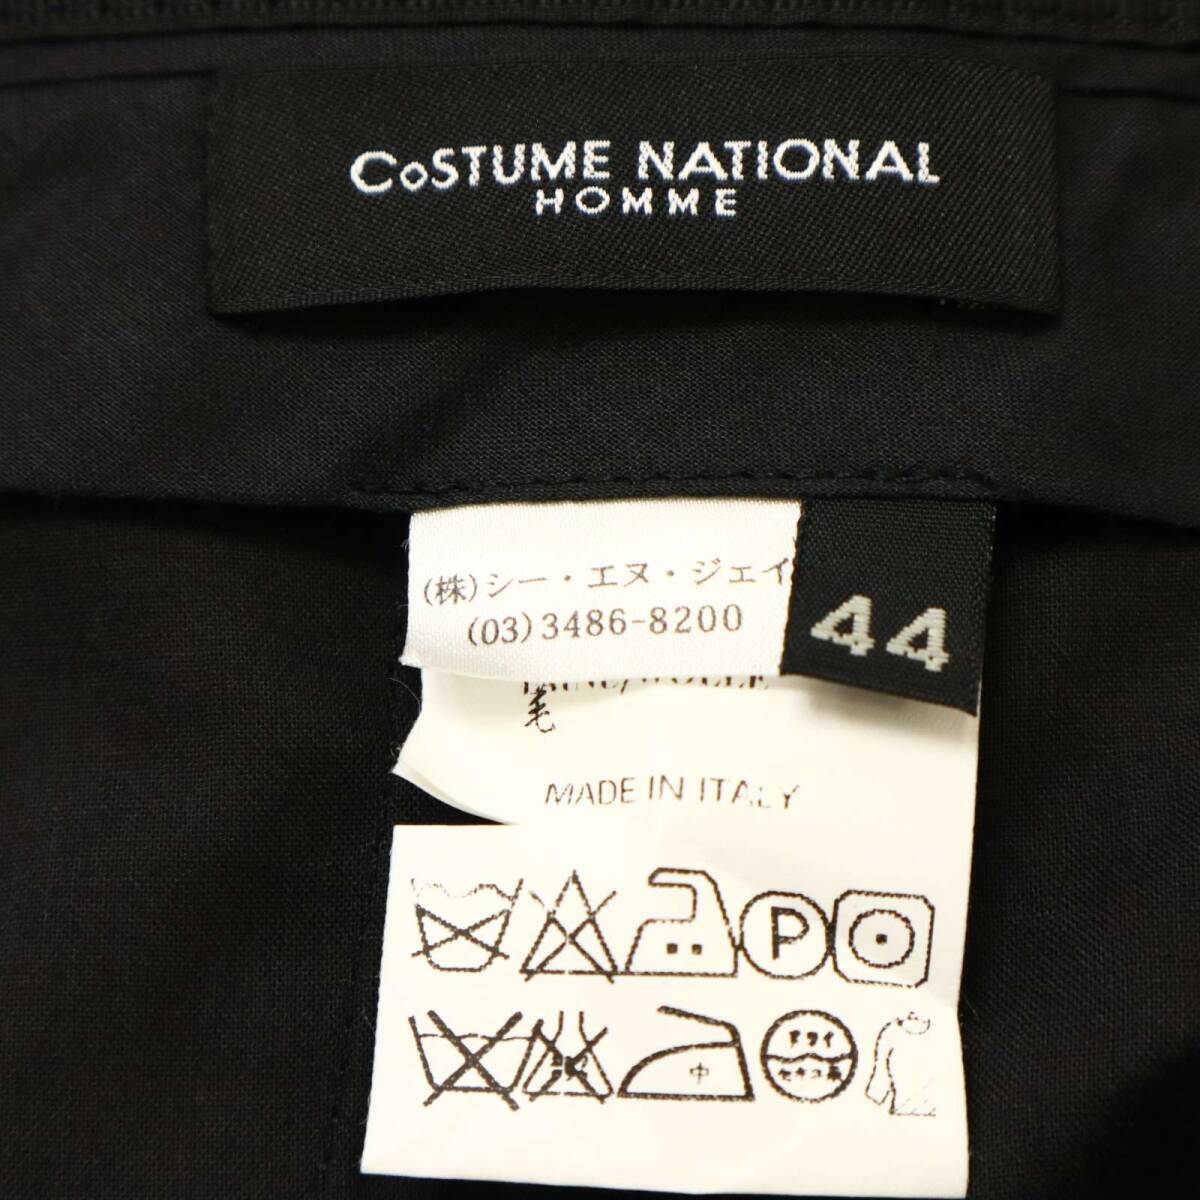 CoSTUME NATIONAL
HOMME
(株)シー・エヌ・ジェイ
(03)3486-8200
44
毛
MADE IN ITALY
P
中
ドライ
セキユ系